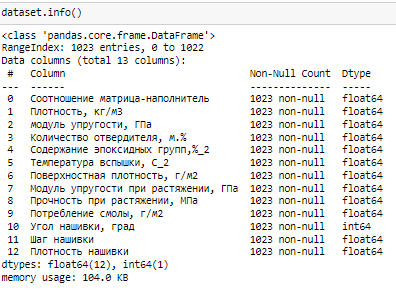 dataset.info()
<class 'pandas.core.frame.DataFrame'>
RangeIndex: 1023 entries, 0 to 1022
Data columns (total 13 columns):
 #   Column                                Non-Null Count  Dtype
---  ------                                --------------  -----
 0   Соотношение матрица-наполнитель       1023 non-null   float64
 1   Плотность, кг/м3                      1023 non-null   float64
 2   модуль упругости, ГПа                 1023 non-null   float64
 3   Количество отвердителя, м.%           1023 non-null   float64
 4   Содержание эпоксидных групп,%_2       1023 non-null   float64
 5   Температура вспышки, С_2              1023 non-null   float64
 6   Поверхностная плотность, г/м2         1023 non-null   float64
 7   Модуль упругости при растяжении, ГПа  1023 non-null   float64
 8   Прочность при растяжении, МПа         1023 non-null   float64
 9   Потребление смолы, г/м2               1023 non-null   float64
 10  Угол нашивки, град                    1023 non-null   int64
 11  Шаг нашивки                           1023 non-null   float64
 12  Плотность нашивки                     1023 non-null   float64
dtypes: float64(12), int64(1)
memory usage: 104.0 KB